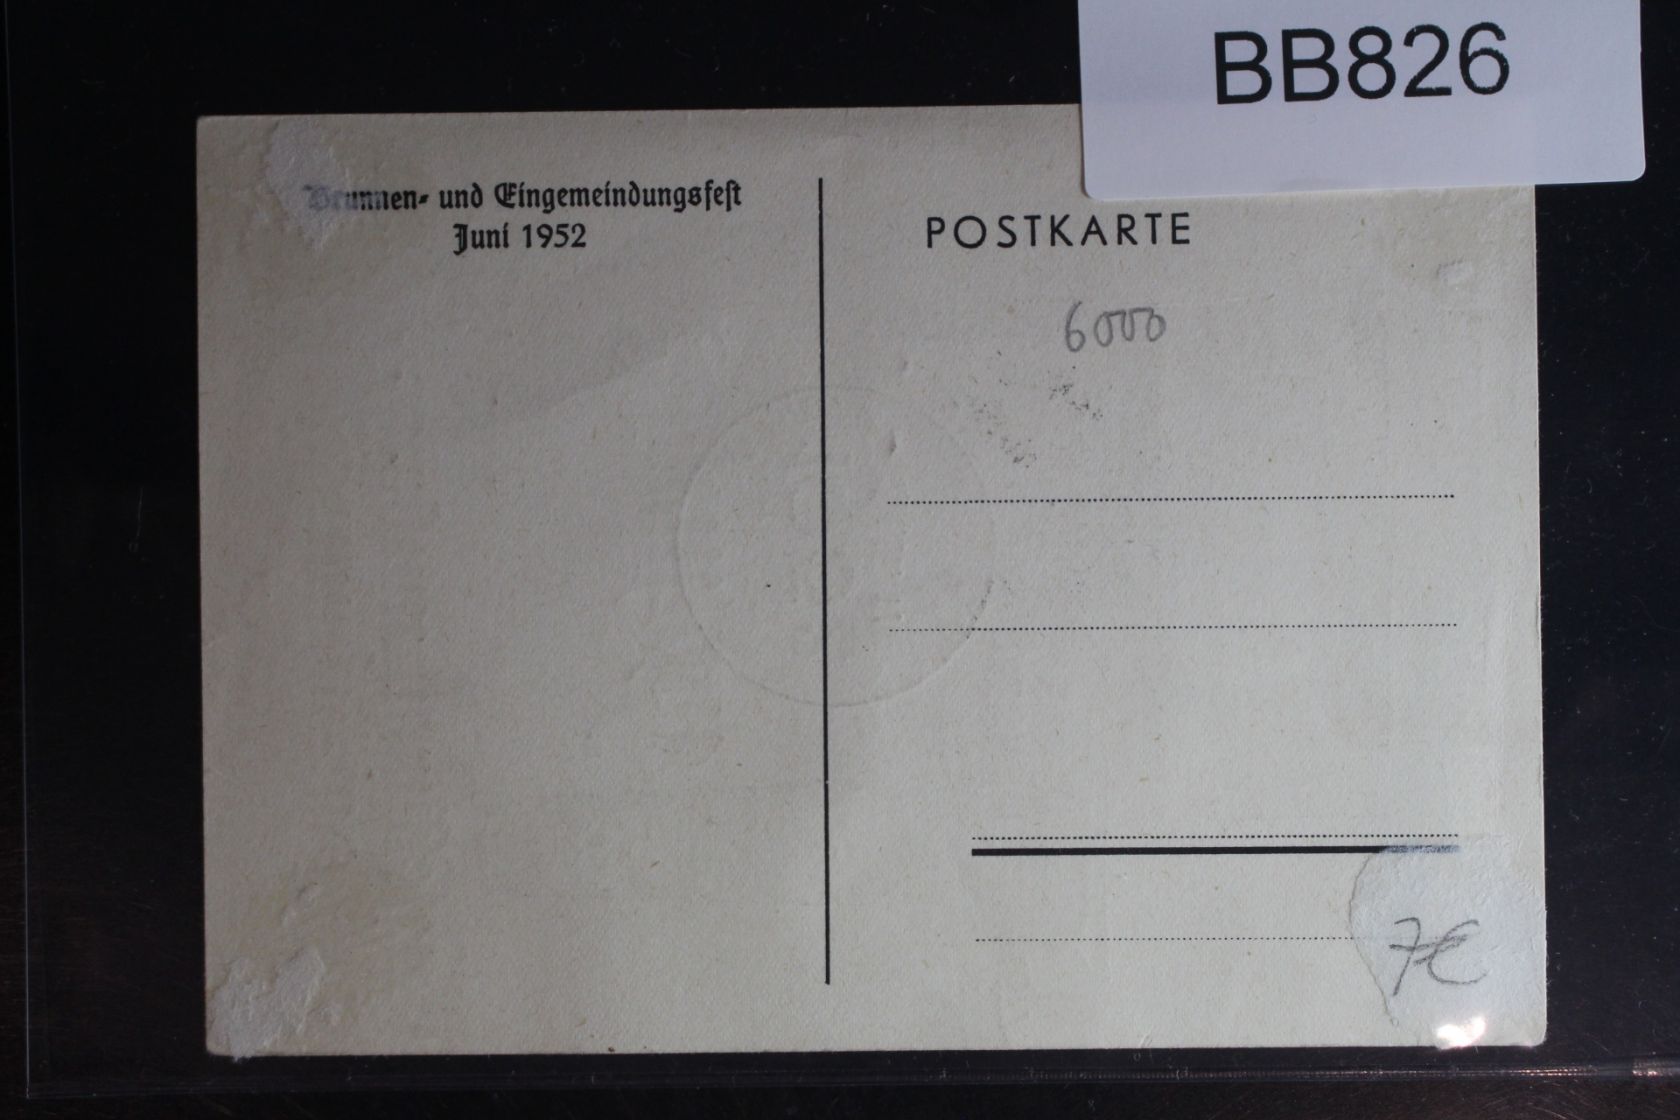 BB826
Brunnen- und Eingemeindungsfest
Juni 1952
POSTKARTE
6000
7€